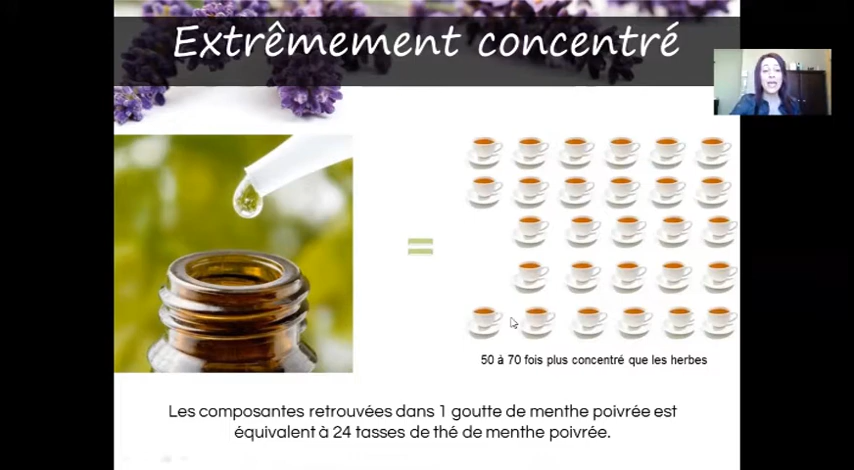 Extrêmement concentré
50 à 70 fois plus concentré que les herbes
Les composantes retrouvées dans 1 goutte de menthe poivrée est
équivalent à 24 tasses de thé de menthe poivrée.